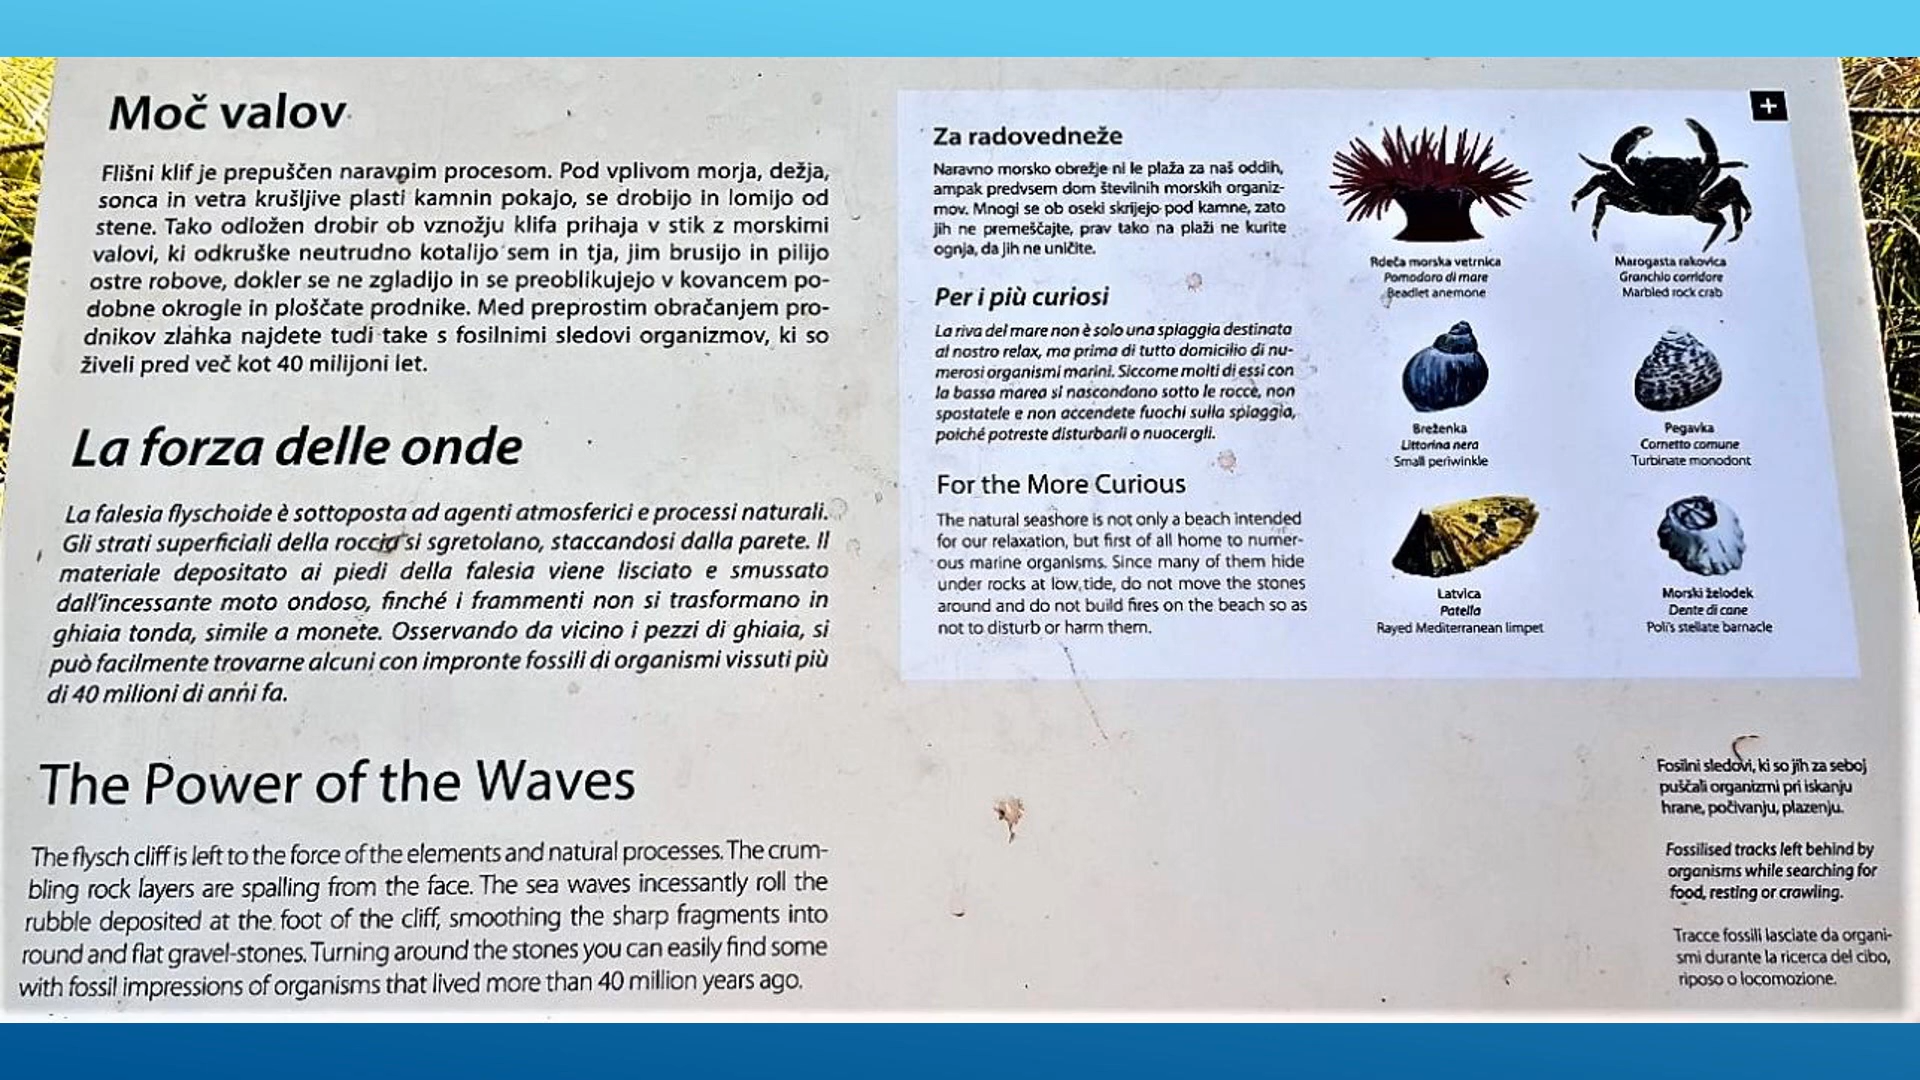 Moč valov
Flišni klif je prepuščen naravnim procesom. Pod vplivom morja, dežja,
sonca in vetra krušljive plasti kamnin pokajo, se drobijo in lomijo od
stene. Tako odložen drobir ob vznožju klifa prihaja v stik z morskimi
valovi, ki odkruške neutrudno kotalijo sem in tja, jim brusijo in pilijo
ostre robove, dokler se ne zgladijo in se preoblikujejo v kovancem po-
dobne okrogle in ploščate prodnike. Med preprostim obračanjem pro-
dnikov zlahka najdete tudi take s fosilnimi sledovi organizmov, ki so
živeli pred več kot 40 milijoni let.
La forza delle onde
La falesia flyschoide è sottoposta ad agenti atmosferici e processi naturali.
Gli strati superficiali della roccia si sgretolano, staccandosi dalla parete. Il
materiale depositato ai piedi della falesia viene lisciato e smussato
dall'incessante moto ondoso, finché i frammenti non si trasformano in
ghiaia tonda, simile a monete. Osservando da vicino i pezzi di ghiaia, si
può facilmente trovarne alcuni con impronte fossili di organismi vissuti più
di 40 milioni di anni fa.
The Power of the Waves
The flysch cliff is left to the force of the elements and natural processes. The crum-
bling rock layers are spalling from the face. The sea waves incessantly roll the
rubble deposited at the foot of the cliff, smoothing the sharp fragments into
round and flat gravel-stones. Turning around the stones you can easily find some
with fossil impressions of organisms that lived more than 40 million years ago.
+
Za radovedneže
Naravno morsko obrežje ni le plaža za naš oddih,
ampak predvsem dom številnih morskih organiz-
mov. Mnogi se ob oseki skrijejo pod kamne, zato
jih ne premeščajte, prav tako na plaži ne kurite
ognja, da jih ne uničite.
Per i più curiosi
La riva del mare non è solo una spiaggia destinata
al nostro relax, ma prima di tutto domicilio di nu-
merosi organismi marini. Siccome molti di essi con
la bassa marea si nascondono sotto le rocce, non
spostatele e non accendete fuochi sulla spiaggia,
poiché potreste disturbarli o nuocergli.
For the More Curious
The natural seashore is not only a beach intended
for our relaxation, but first of all home to numer-
ous marine organisms. Since many of them hide
under rocks at low tide, do not move the stones
around and do not build fires on the beach so as
not to disturb or harm them.
Rdeča morska vetrnica
Pomodoro di mare
Beadlet anemone
Marogasta rakovica
Granchio corridore
Marbled rock crab
Breženka
Littorina nera
Small periwinkle
Pegavka
Cornetto comune
Turbinate monodont
Latvica
Patella
Rayed Mediterranean limpet
Morski želodek
Dente di cane
Poli's stellate barnacle
Fosilni sledovi, ki so jih za seboj
puščali organizmi pri iskanju
hrane, počivanju, plazenju.
Fossilised tracks left behind by
organisms while searching for
food, resting or crawling.
Tracce fossili lasciate da organi-
smi durante la ricerca del cibo,
riposo o locomozione.